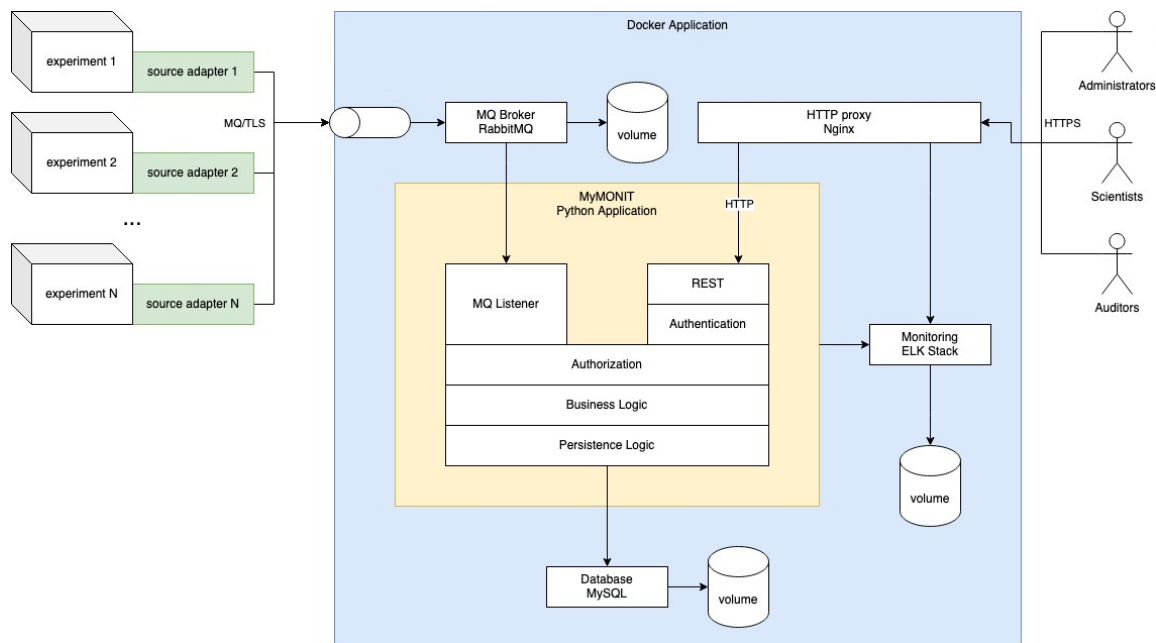 Docker Application
experiment 1
source adapter 1
MQ/TLS
experiment 2
source adapter 2
...
experiment N
source adapter N
MQ Broker
RabbitMQ
volume
HTTP proxy
Nginx
HTTPS
Administrators
Scientists
Auditors
MyMONIT
Python Application
HTTP
MQ Listener
REST
Authentication
Authorization
Business Logic
Persistence Logic
Monitoring
ELK Stack
volume
Database
MySQL
volume